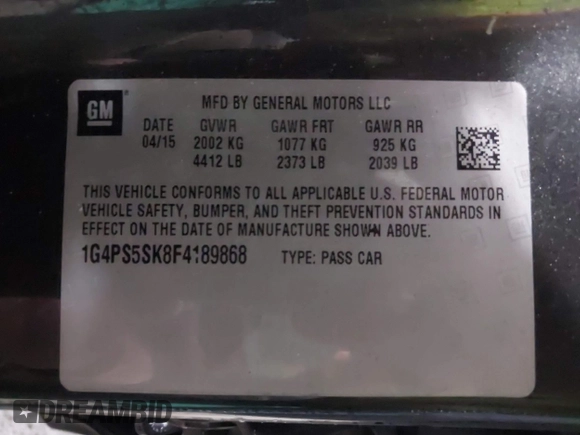 GM
MFD BY GENERAL MOTORS LLC
DATE GVWR GAWR FRT GAWR RR
04/15 2002 KG 1077 KG 925 KG
4412 LB 2373 LB 2039 LB
THIS VEHICLE CONFORMS TO ALL APPLICABLE U.S. FEDERAL MOTOR
VEHICLE SAFETY, BUMPER, AND THEFT PREVENTION STANDARDS IN
EFFECT ON THE DATE OF MANUFACTURE SHOWN ABOVE.
1G4PS5SK8F4189868 TYPE: PASS CAR
DREAMBID